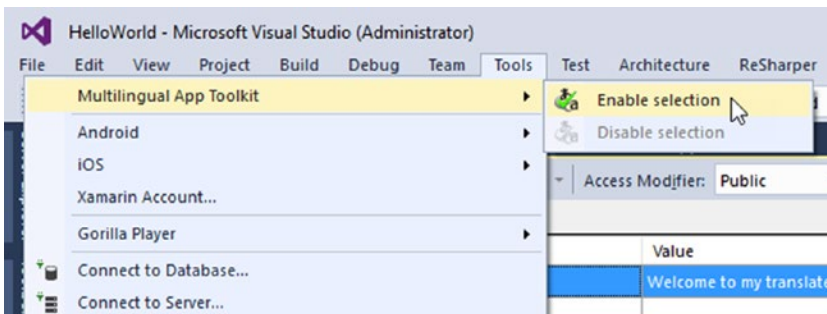 HelloWorld - Microsoft Visual Studio (Administrator)
File Edit View Project Build Debug Team Tools Test Architecture ReSharper
Multilingual App Toolkit
Enable selection
Android
Disable selection
iOS
Access Modifier: Public
Xamarin Account...
Gorilla Player
Value
Connect to Database...
Welcome to my translate
Connect to Server...